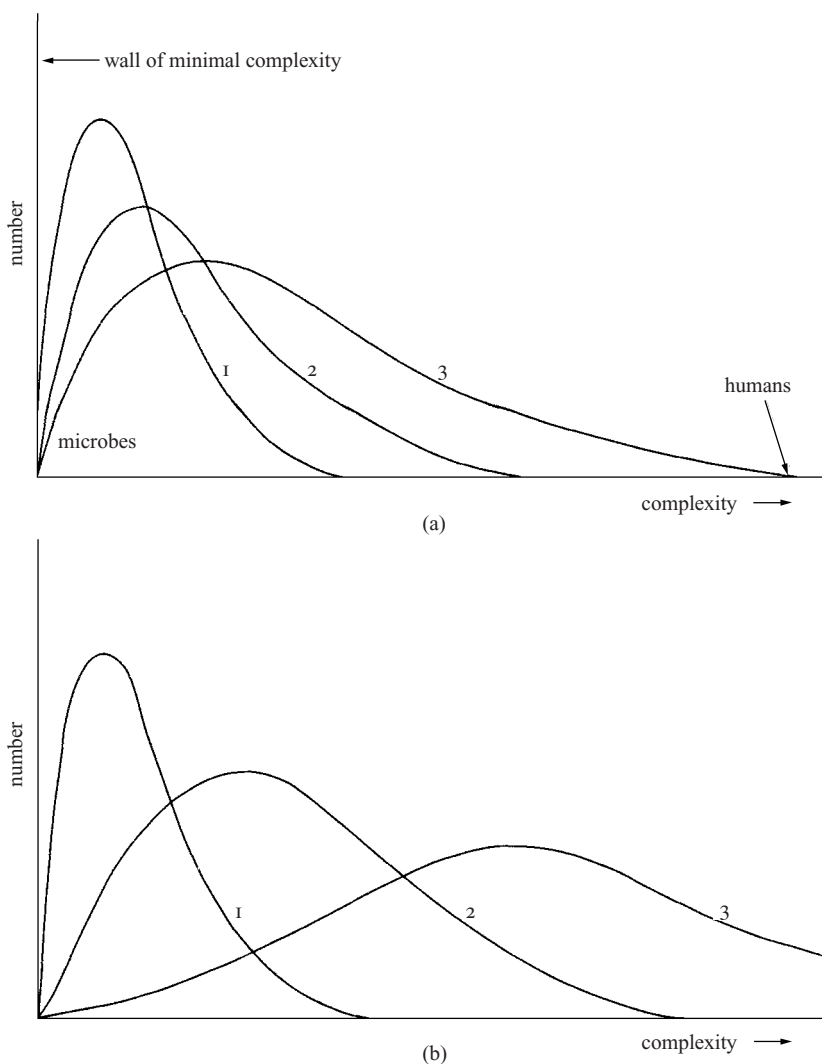 wall of minimal complexity
number
1
2
3
humans
microbes
complexity
(a)
number
1
2
3
complexity
(b)